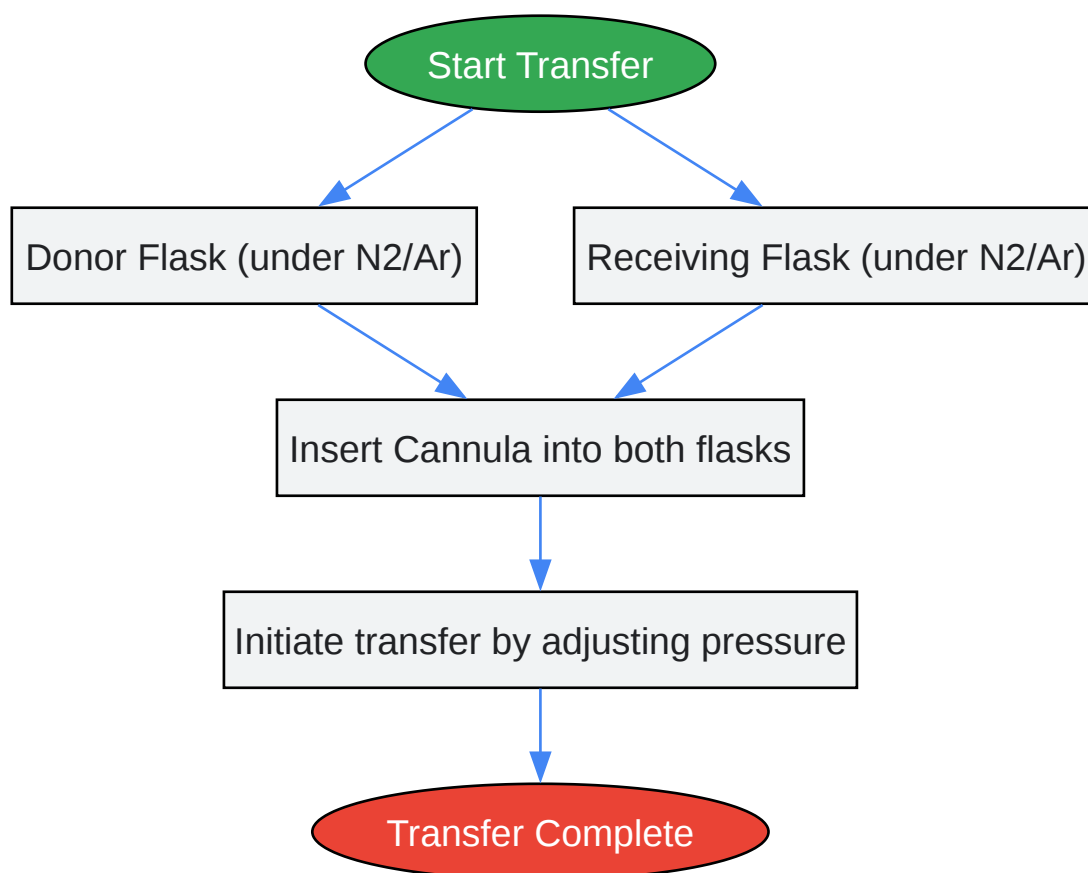 Start Transfer
Donor Flask (under N2/Ar)
Receiving Flask (under N2/Ar)
Insert Cannula into both flasks
Initiate transfer by adjusting pressure
Transfer Complete